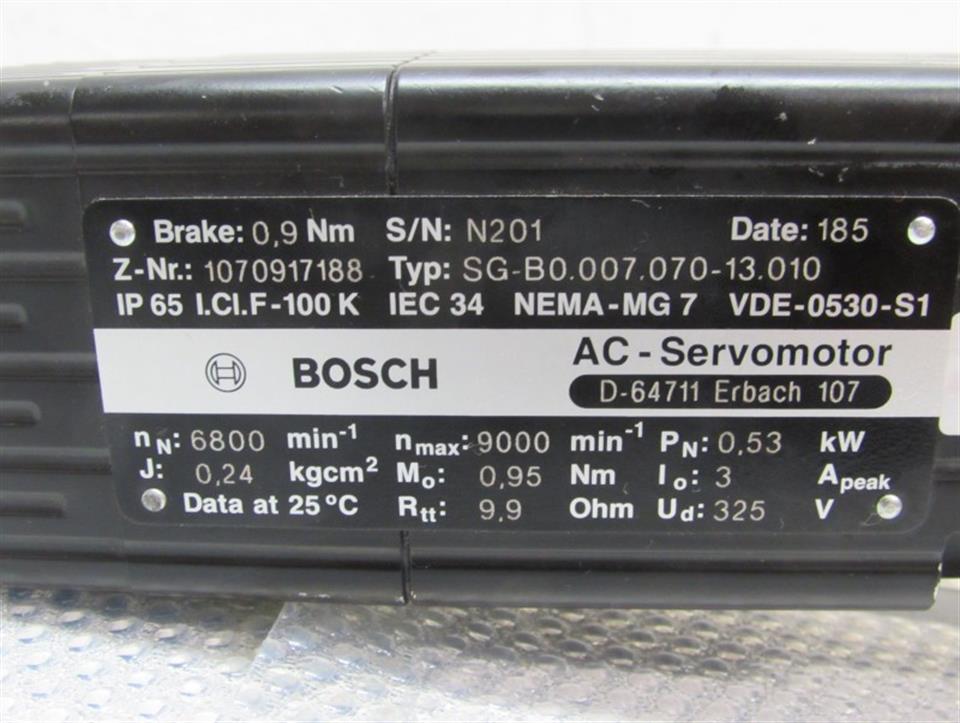 Brake: 0,9 Nm S/N: N201 Date: 185
Z-Nr.: 1070917188 Typ: SG-B0.007.070-13.010
IP 65 I.Cl.F-100 K IEC 34 NEMA-MG 7 VDE-0530-S1
BOSCH AC-Servomotor
D-64711 Erbach 107
nN: 6800 min-1 nmax: 9000 min-1 PN: 0,53 kW
J: 0,24 kgcm2 Mo: 0,95 Nm Io: 3 Apeak
Data at 25°C Rtt: 9,9 Ohm Ud: 325 V